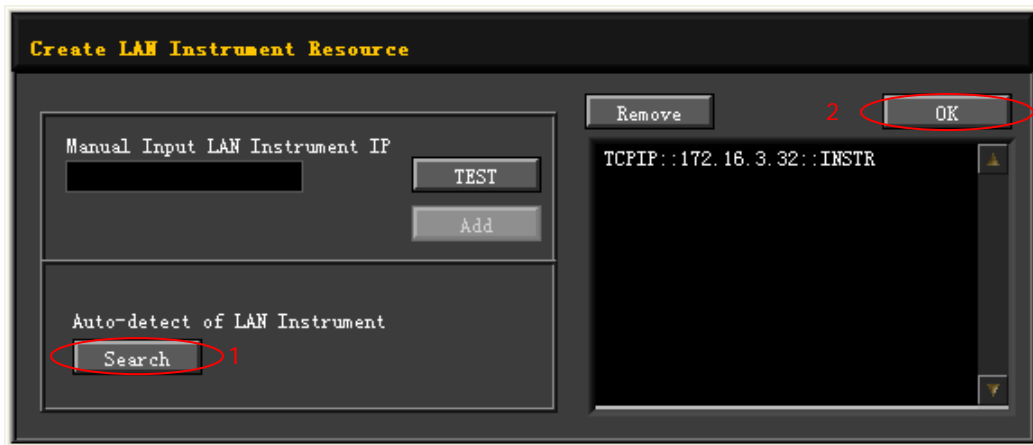 Create LAN Instrument Resource
Manual Input LAN Instrument IP
TEST
Add
Auto-detect of LAN Instrument
Search 1
Remove 2 OK
TCPIP::172.16.3.32::INSTR